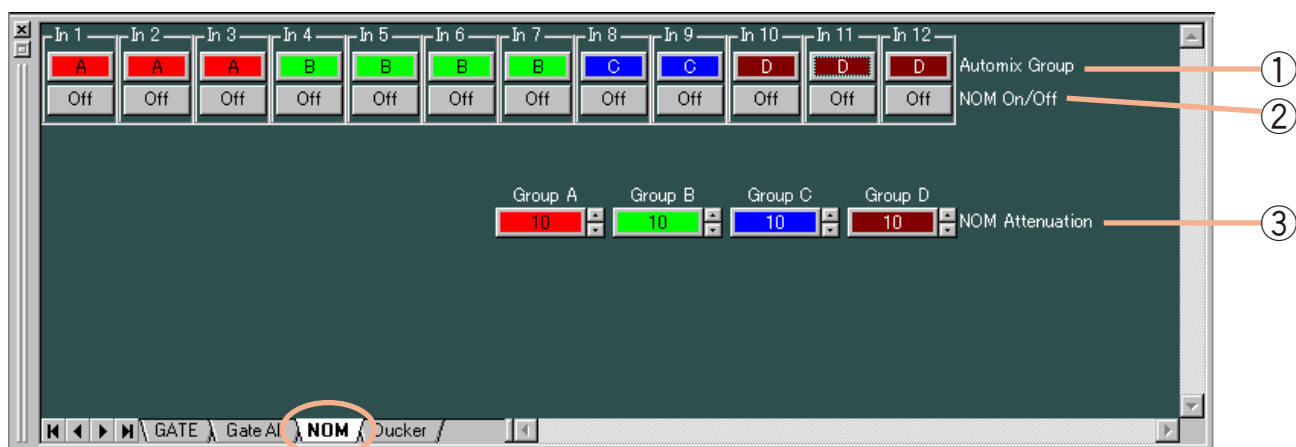 In 1 In 2 In 3 In 4 In 5 In 6 In 7 In 8 In 9 In 10 In 11 In 12
A A A B B B B C C D D D Automix Group ①
Off Off Off Off Off Off Off Off Off Off Off Off NOM On/Off ②
Group A Group B Group C Group D
10 10 10 10 NOM Attenuation ③
GATE Gate Al NOM Ducker